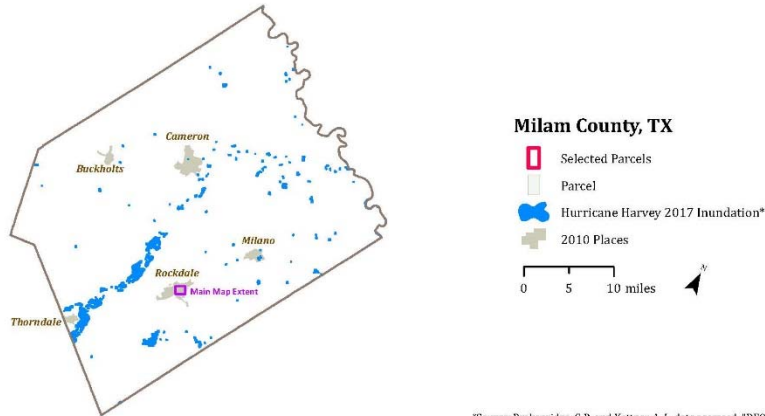 Cameron
Buckholts
Milano
Rockdale
Main Map Extent
Thorndale
Milam County, TX
Selected Parcels
Parcel
Hurricane Harvey 2017 Inundation*
2010 Places
N
0 5 10 miles